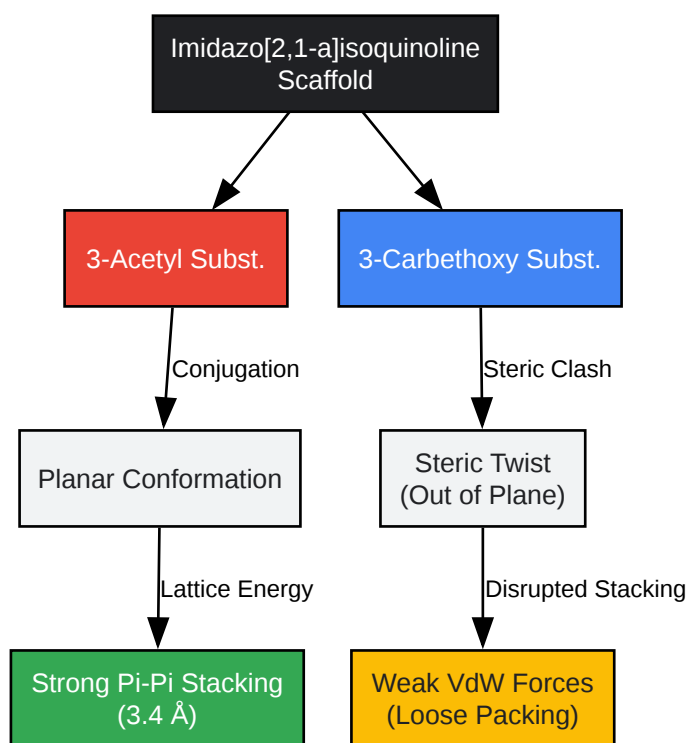 Imidazo[2,1-a]isoquinoline
Scaffold
3-Acetyl Subst.
3-Carbethoxy Subst.
Conjugation
Steric Clash
Planar Conformation
Steric Twist
(Out of Plane)
Lattice Energy
Disrupted Stacking
Strong Pi-Pi Stacking
(3.4 Å)
Weak VdW Forces
(Loose Packing)